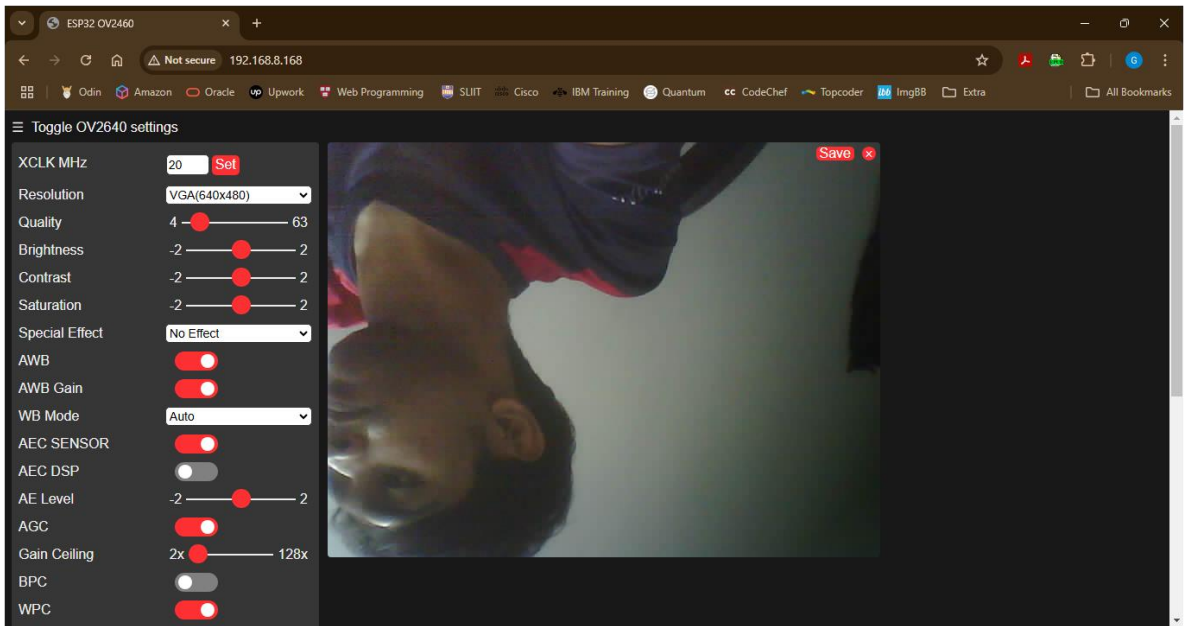 ESP32 OV2460
Not secure 192.168.8.168
G
Odin Amazon Oracle up Upwork Web Programming SLIIT Cisco IBM Training Quantum cc CodeChef Topcoder ibb ImgBB Extra All Bookmarks
☰ Toggle OV2640 settings
XCLK MHz 20 Set
Save ×
Resolution VGA(640x480)
Quality 4 63
Brightness -2 2
Contrast -2 2
Saturation -2 2
Special Effect No Effect
AWB
AWB Gain
WB Mode Auto
AEC SENSOR
AEC DSP
AE Level -2 2
AGC
Gain Ceiling 2x 128x
BPC
WPC